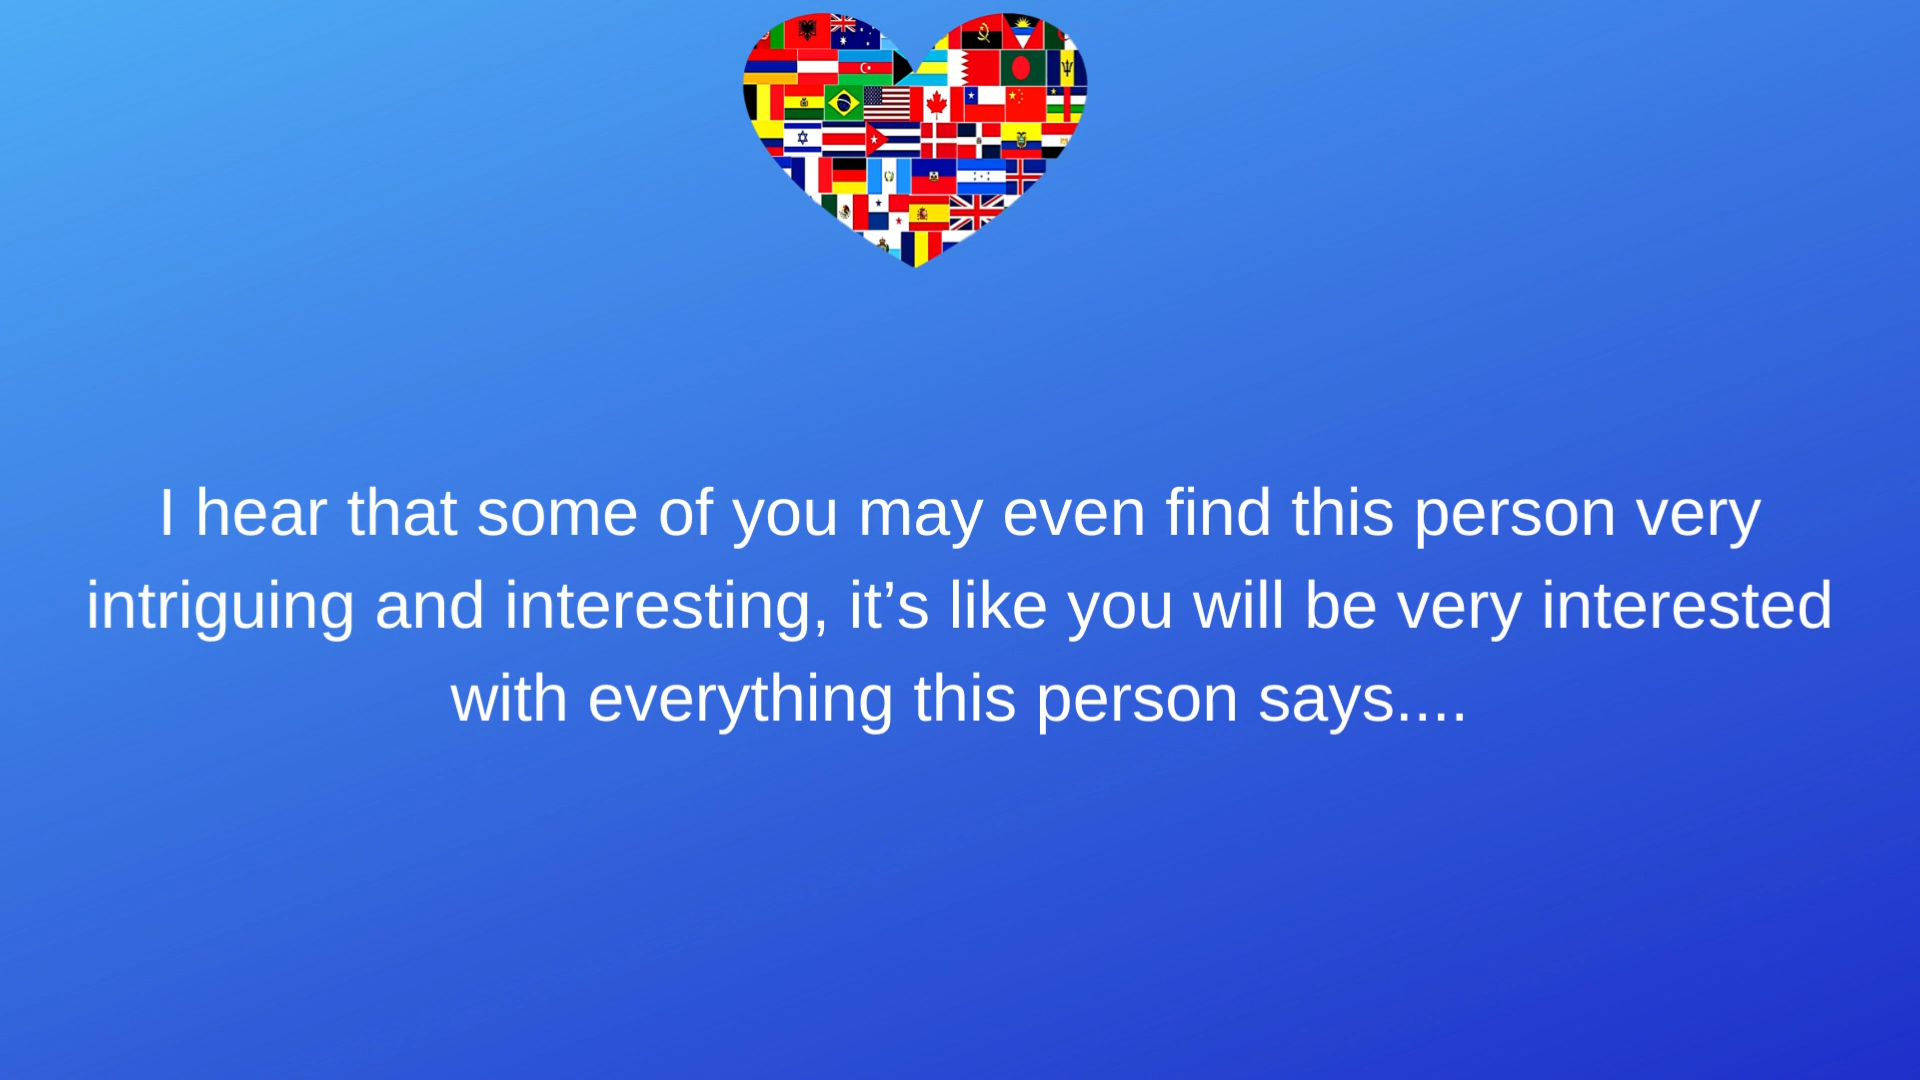 I hear that some of you may even find this person very
intriguing and interesting, it’s like you will be very interested
with everything this person says....